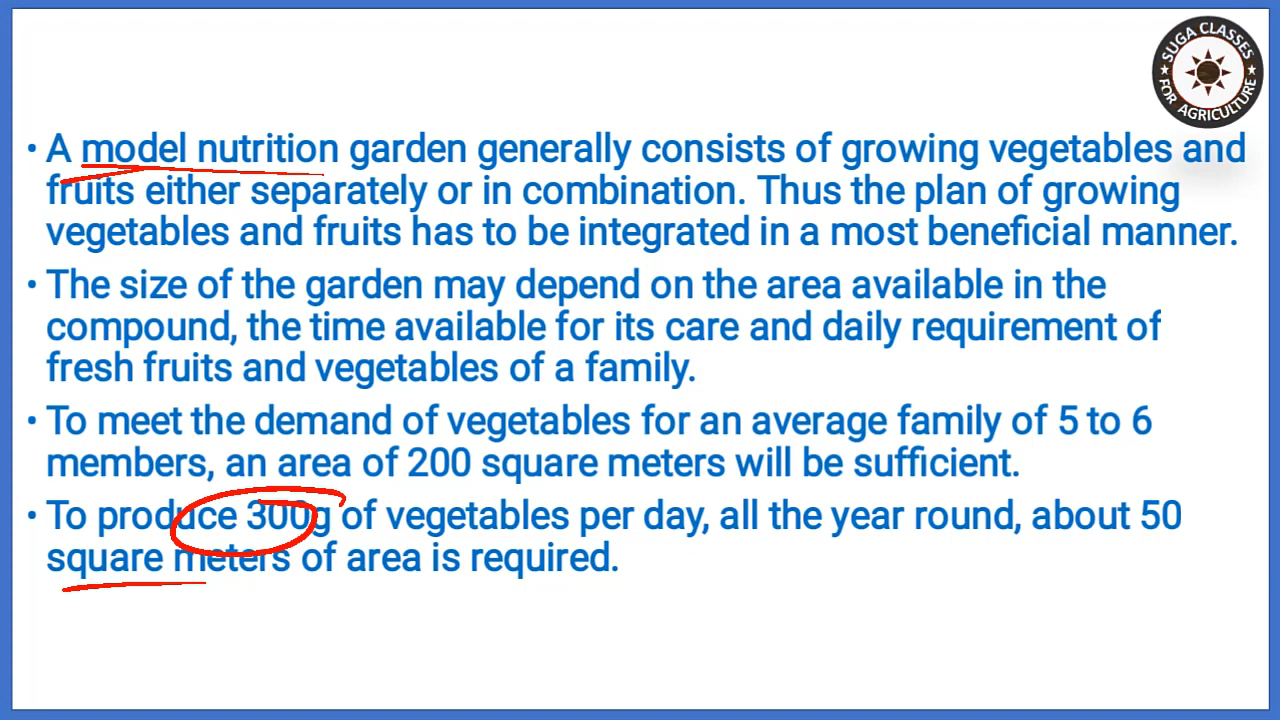 SUGA CLASSES
FOR AGRICULTURE
• A model nutrition garden generally consists of growing vegetables and
fruits either separately or in combination. Thus the plan of growing
vegetables and fruits has to be integrated in a most beneficial manner.
• The size of the garden may depend on the area available in the
compound, the time available for its care and daily requirement of
fresh fruits and vegetables of a family.
• To meet the demand of vegetables for an average family of 5 to 6
members, an area of 200 square meters will be sufficient.
• To produce 300g of vegetables per day, all the year round, about 50
square meters of area is required.